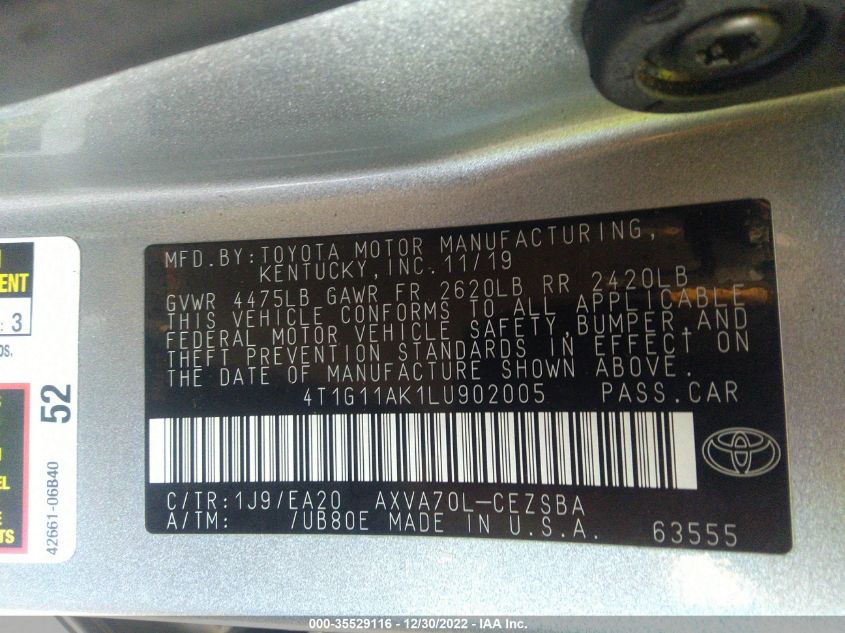 MFD.BY:TOYOTA MOTOR MANUFACTURING,
KENTUCKY,INC.11/19
GVWR 4475LB GAWR FR 2620LB RR 2420LB
THIS VEHICLE CONFORMS TO ALL APPLICABLE
FEDERAL MOTOR VEHICLE SAFETY,BUMPER,AND
THEFT PREVENTION STANDARDS IN EFFECT ON
THE DATE OF MANUFACTURE SHOWN ABOVE.
4T1G11AK1LU902005 PASS.CAR
C/TR:1J9/EA20 AXVA70L-CEZSBA
A/TM: /UB80E MADE IN U.S.A.
63555
: 3
52
42661-06B40
000-35529116 - 12/30/2022 - IAA Inc.